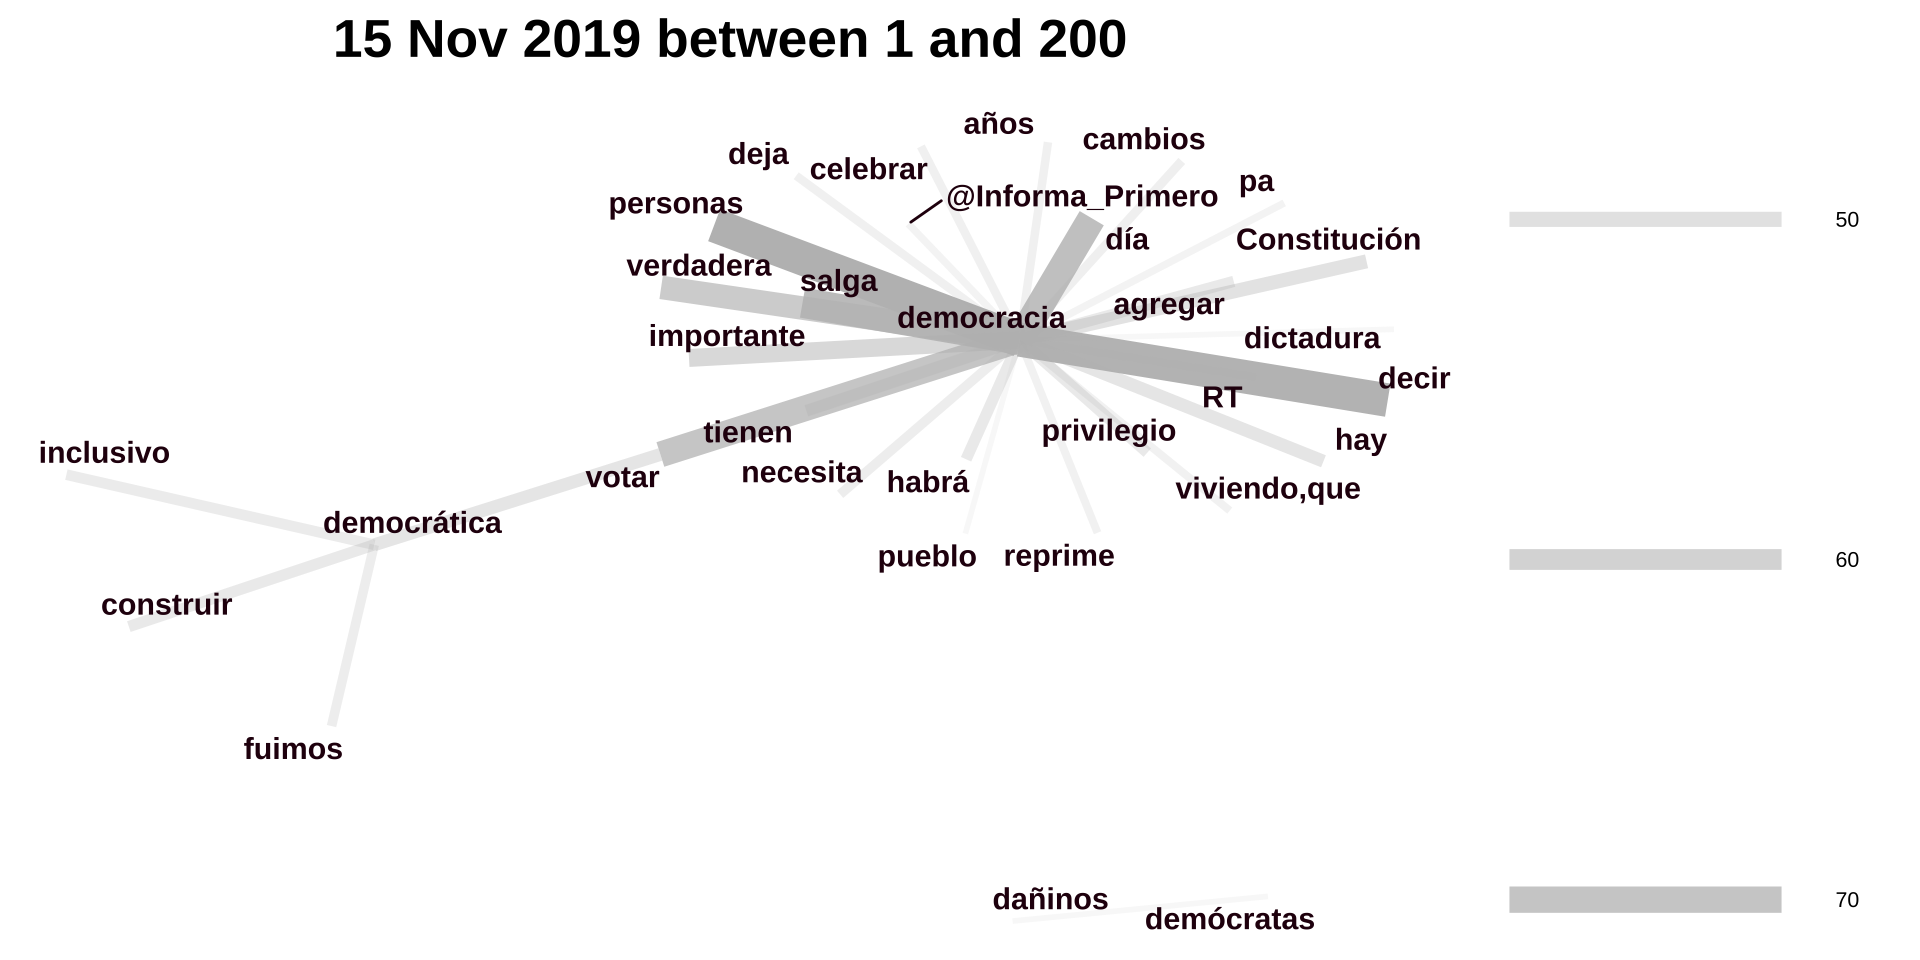 15 Nov 2019 between 1 and 200
años
cambios
deja
celebrar
pa
@Informa_Primero
personas
50
día
Constitución
verdadera
salga
agregar
democracia
importante
dictadura
decir
RT
tienen
privilegio
hay
inclusivo
votar
necesita
habrá
viviendo,que
democrática
pueblo
reprime
60
construir
fuimos
dañinos
70
demócratas